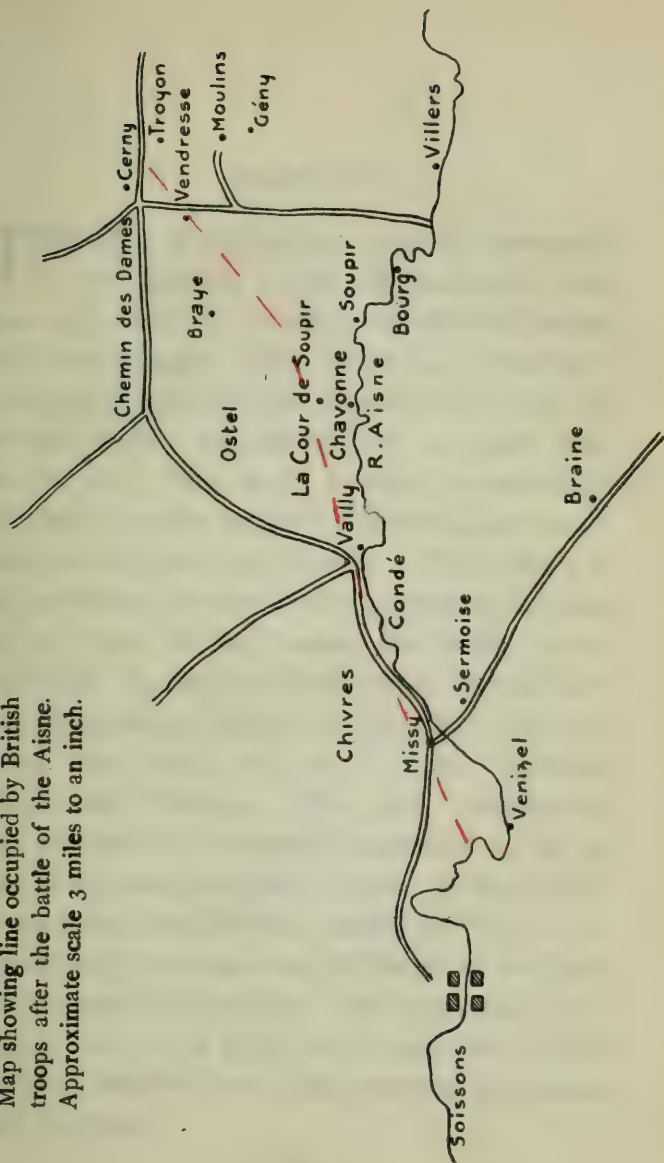 Map showing line occupied by British
troops after the battle of the Aisne.
Approximate scale 3 miles to an inch.
Chemin des Dames
Cerny
Troyon
Vendresse
Moulins
Gény
Braye
Ostel
La Cour de Soupir
Soupir
Bourg
Villers
Chavonne
Vailly
R. Aisne
Condé
Chivres
Missy
Sermoise
Braine
Venizel
Soissons